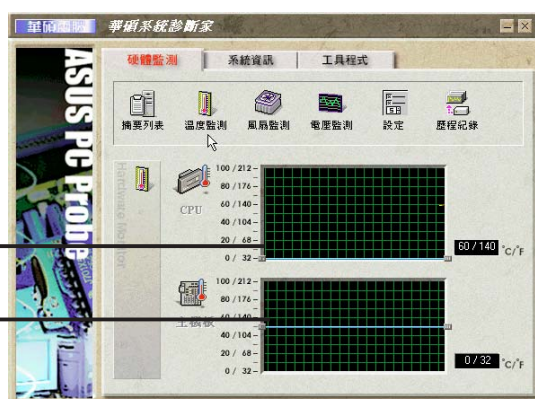 華碩電腦 華碩系統診斷家
ASUS PC Probe
硬體監測 系統資訊 工具程式
摘要列表 溫度監測 風扇監測 電壓監測 設定 歷程紀錄
Hardware Monitor
CPU
100 / 212
80 / 176
60 / 140
40 / 104
20 / 68
0 / 32
60 / 140 °C/°F
主機板
100 / 212
80 / 176
60 / 140
40 / 104
20 / 68
0 / 32
0 / 32 °C/°F